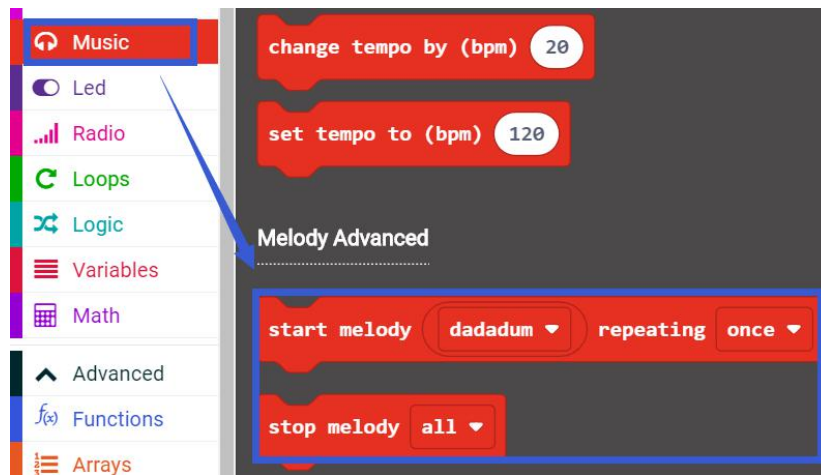 Music
Led
Radio
Loops
Logic
Variables
Math
Advanced
f(x) Functions
Arrays
change tempo by (bpm) 20
set tempo to (bpm) 120
Melody Advanced
start melody dadadum repeating once
stop melody all